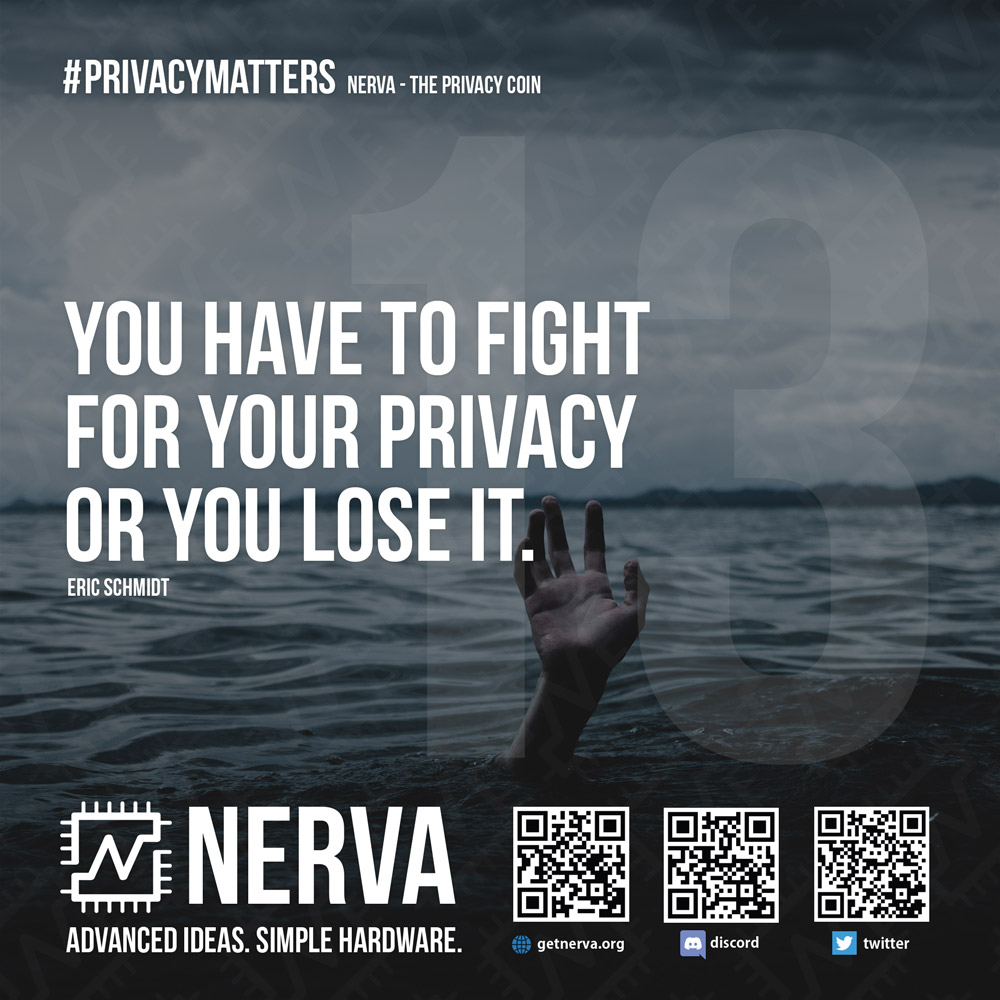 #PRIVACYMATTERS NERVA - THE PRIVACY COIN
13
YOU HAVE TO FIGHT
FOR YOUR PRIVACY
OR YOU LOSE IT.
ERIC SCHMIDT
NERVA
ADVANCED IDEAS. SIMPLE HARDWARE.
getnerva.org
discord
twitter